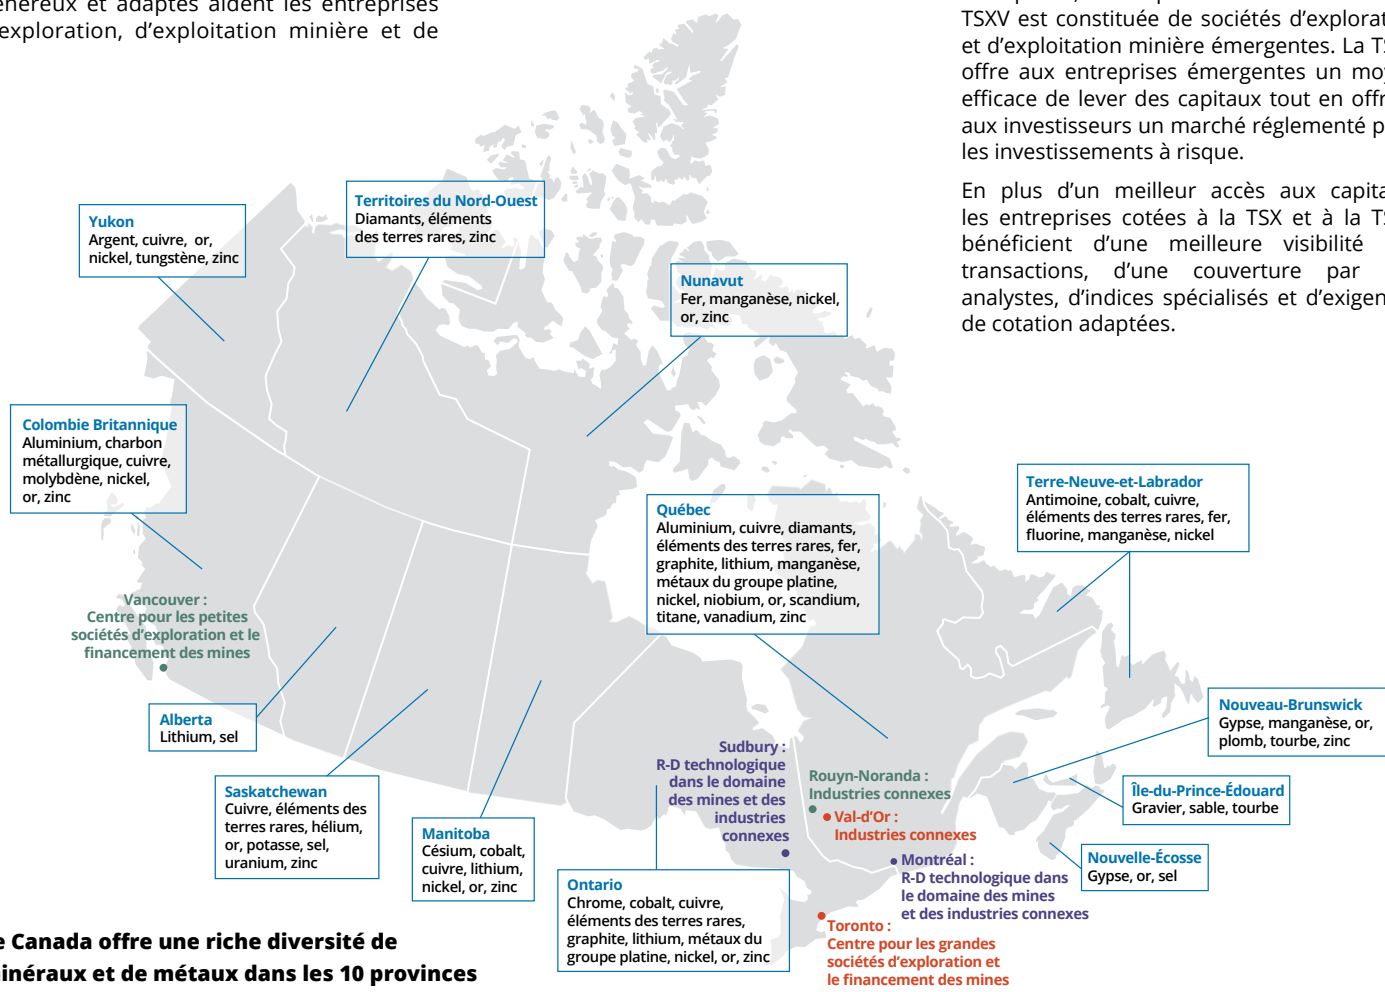 énéreux et adaptés aident les entreprises
exploration, d'exploitation minière et de
TSXV est constituée de sociétés d'explorat
et d'exploitation minière émergentes. La TS
offre aux entreprises émergentes un moy
efficace de lever des capitaux tout en offr
aux investisseurs un marché réglementé p
les investissements à risque.
En plus d'un meilleur accès aux capita
les entreprises cotées à la TSX et à la TS
bénéficient d'une meilleure visibilité
transactions, d'une couverture par
analystes, d'indices spécialisés et d'exigen
de cotation adaptées.
Yukon
Argent, cuivre, or,
nickel, tungstène, zinc
Territoires du Nord-Ouest
Diamants, éléments
des terres rares, zinc
Nunavut
Fer, manganèse, nickel,
or, zinc
Colombie Britannique
Aluminium, charbon
métallurgique, cuivre,
molybdène, nickel,
or, zinc
Québec
Aluminium, cuivre, diamants,
éléments des terres rares, fer,
graphite, lithium, manganèse,
métaux du groupe platine,
nickel, niobium, or, scandium,
titane, vanadium, zinc
Terre-Neuve-et-Labrador
Antimoine, cobalt, cuivre,
éléments des terres rares, fer,
fluorine, manganèse, nickel
Vancouver :
Centre pour les petites
sociétés d'exploration et le
financement des mines
Alberta
Lithium, sel
Nouveau-Brunswick
Gypse, manganèse, or,
plomb, tourbe, zinc
Sudbury :
R-D technologique
dans le domaine
des mines et des
industries
connexes
Rouyn-Noranda :
Industries connexes
Val-d'Or :
Industries connexes
Île-du-Prince-Édouard
Gravier, sable, tourbe
Saskatchewan
Cuivre, éléments des
terres rares, hélium,
or, potasse, sel,
uranium, zinc
Manitoba
Césium, cobalt,
cuivre, lithium,
nickel, or, zinc
Nouvelle-Écosse
Gypse, or, sel
Montréal :
R-D technologique dans
le domaine des mines
et des industries connexes
Ontario
Chrome, cobalt, cuivre,
éléments des terres rares,
graphite, lithium, métaux du
groupe platine, nickel, or, zinc
Toronto :
Centre pour les grandes
sociétés d'exploration et
le financement des mines
e Canada offre une riche diversité de
inéraux et de métaux dans les 10 provinces